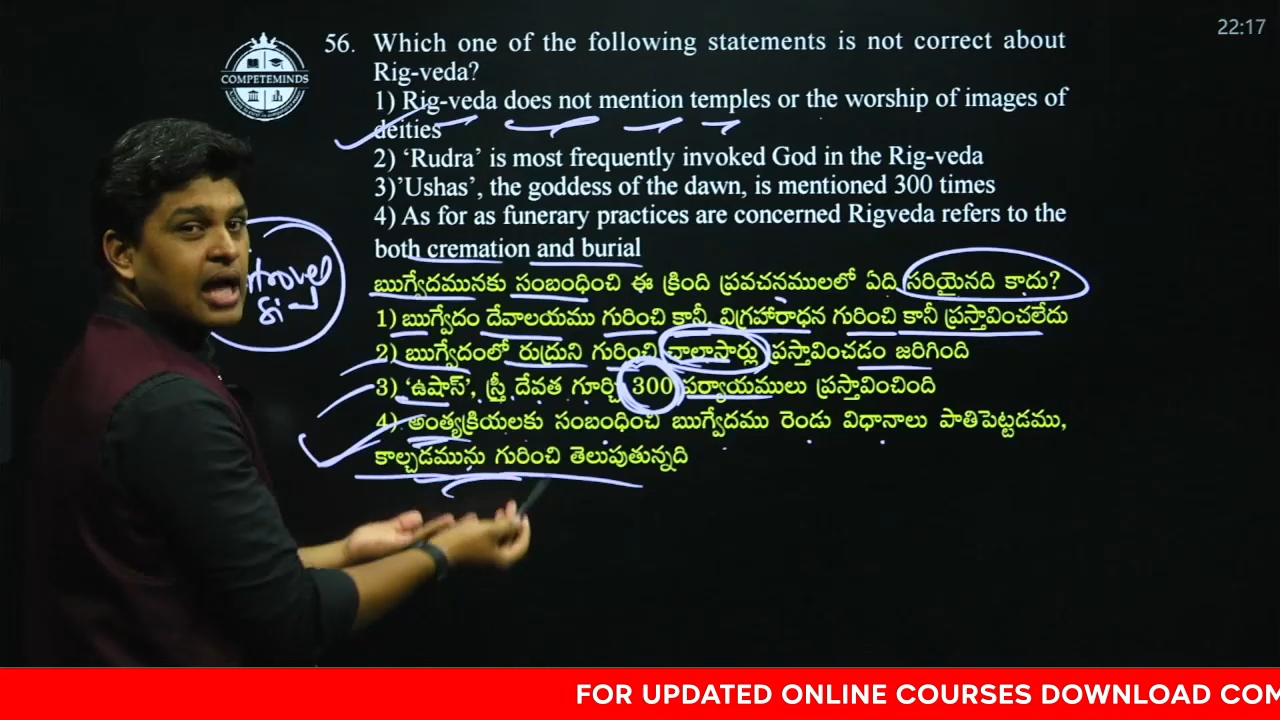 22:17
COMPETEMINDS
56. Which one of the following statements is not correct about
Rig-veda?
1) Rig-veda does not mention temples or the worship of images of
deities
2) ‘Rudra’ is most frequently invoked God in the Rig-veda
3)’Ushas’, the goddess of the dawn, is mentioned 300 times
4) As for as funerary practices are concerned Rigveda refers to the
both cremation and burial
ఋగ్వేదమునకు సంబంధించి ఈ క్రింది ప్రవచనములలో ఏది సరియైనది కాదు?
1) ఋగ్వేదం దేవాలయము గురించి కానీ, విగ్రహారాధన గురించి కానీ ప్రస్తావించలేదు
2) ఋగ్వేదంలో రుద్రుని గురించి చాలాసార్లు ప్రస్తావించడం జరిగింది
3) ‘ఉషాస్’, స్త్రీ దేవత గూర్చి 300 పర్యాయములు ప్రస్తావించింది
4) అంత్యక్రియలకు సంబంధించి ఋగ్వేదము రెండు విధానాలు పాతిపెట్టడము,
కాల్చడమును గురించి తెలుపుతున్నది
FOR UPDATED ONLINE COURSES DOWNLOAD COM